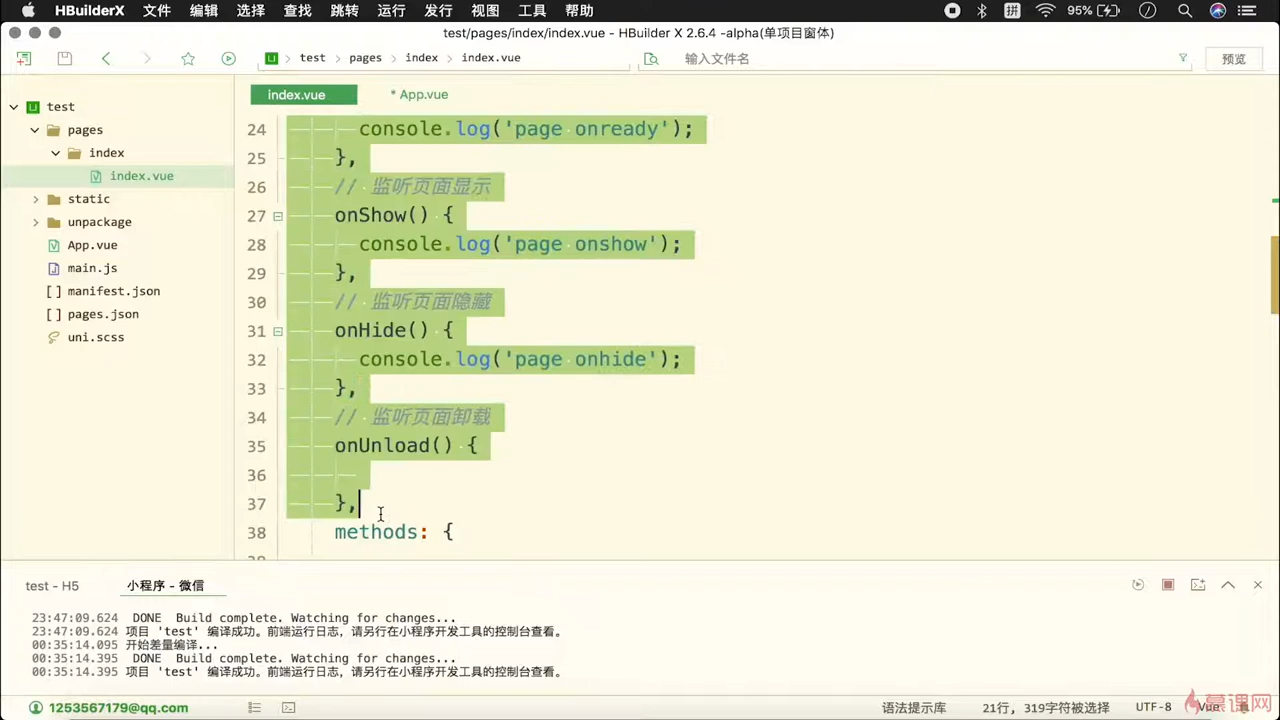 HBuilderX 文件 编辑 选择 查找 跳转 运行 发行 视图 工具 帮助 拼 95%
test/pages/index/index.vue - HBuilder X 2.6.4 -alpha(单项目窗体)
test pages index index.vue 输入文件名 预览
test
pages
index
index.vue
static
unpackage
App.vue
main.js
manifest.json
pages.json
uni.scss
index.vue * App.vue
24 console.log('page onready');
25 },
26 // 监听页面显示
27 onShow() {
28 console.log('page onshow');
29 },
30 // 监听页面隐藏
31 onHide() {
32 console.log('page onhide');
33 },
34 // 监听页面卸载
35 onUnload() {
36
37 },
38 methods: {
test - H5 小程序 - 微信
23:47:09.624 DONE Build complete. Watching for changes...
23:47:09.624 项目 'test' 编译成功。前端运行日志，请另行在小程序开发工具的控制台查看。
00:35:14.095 开始差量编译...
00:35:14.395 DONE Build complete. Watching for changes...
00:35:14.395 项目 'test' 编译成功。前端运行日志，请另行在小程序开发工具的控制台查看。
1253567179@qq.com 语法提示库 21行, 319字符被选择 UTF-8 Vue
慕课网